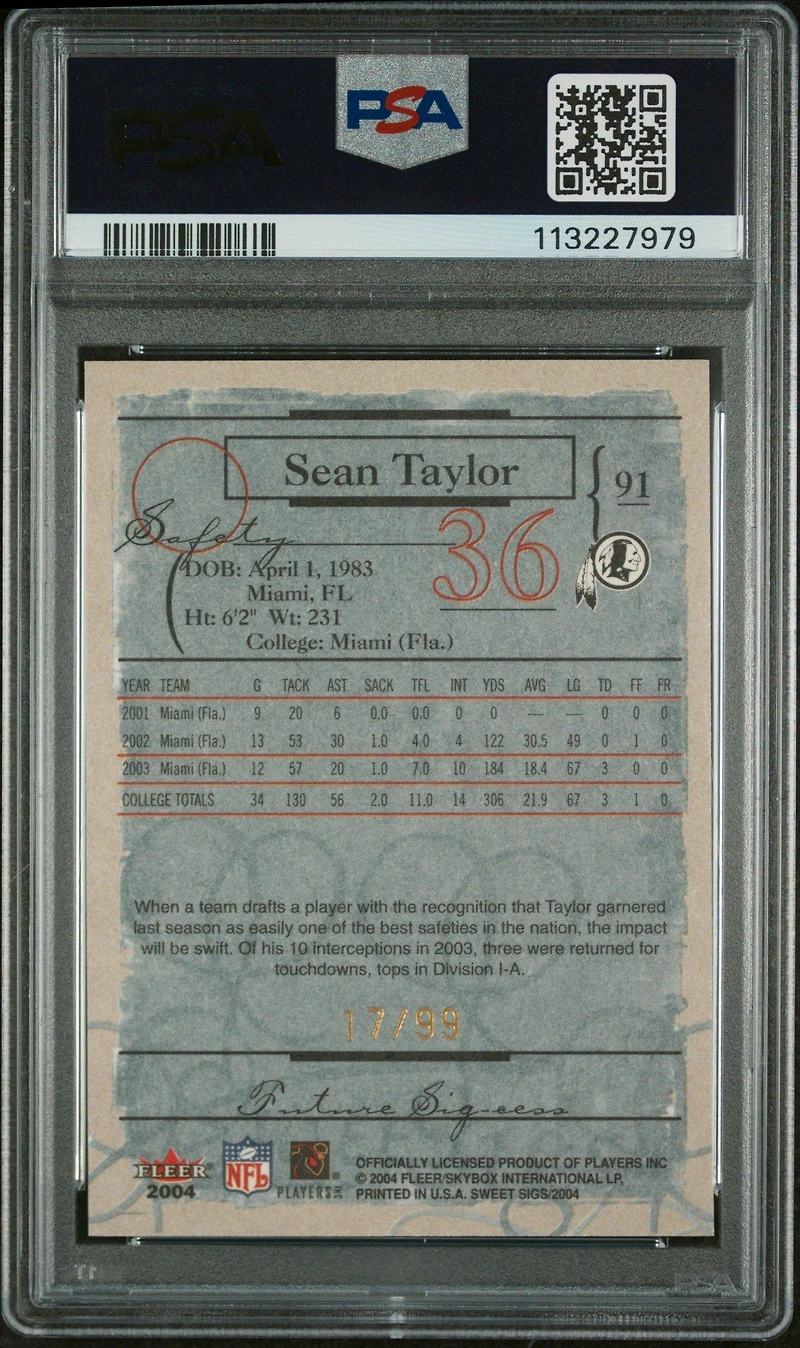 PSA
PSA
113227979
Sean Taylor
91
Safety
36
DOB: April 1, 1983
Miami, FL
Ht: 6'2" Wt: 231
College: Miami (Fla.)
YEAR TEAM G TACK AST SACK TFL INT YDS AVG LG TD FF FR
2001 Miami (Fla.) 9 20 6 0.0 0.0 0 0 — — 0 0 0
2002 Miami (Fla.) 13 53 30 1.0 4.0 4 122 30.5 49 0 1 0
2003 Miami (Fla.) 12 57 20 1.0 7.0 10 184 18.4 67 3 0 0
COLLEGE TOTALS 34 130 56 2.0 11.0 14 306 21.9 67 3 1 0
When a team drafts a player with the recognition that Taylor garnered
last season as easily one of the best safeties in the nation, the impact
will be swift. Of his 10 interceptions in 2003, three were returned for
touchdowns, tops in Division I-A.
17/99
Future Sig-cess
FLEER
2004
NFL
PLAYERS INC
OFFICIALLY LICENSED PRODUCT OF PLAYERS INC
© 2004 FLEER/SKYBOX INTERNATIONAL LP,
PRINTED IN U.S.A. SWEET SIGS/2004
PSA